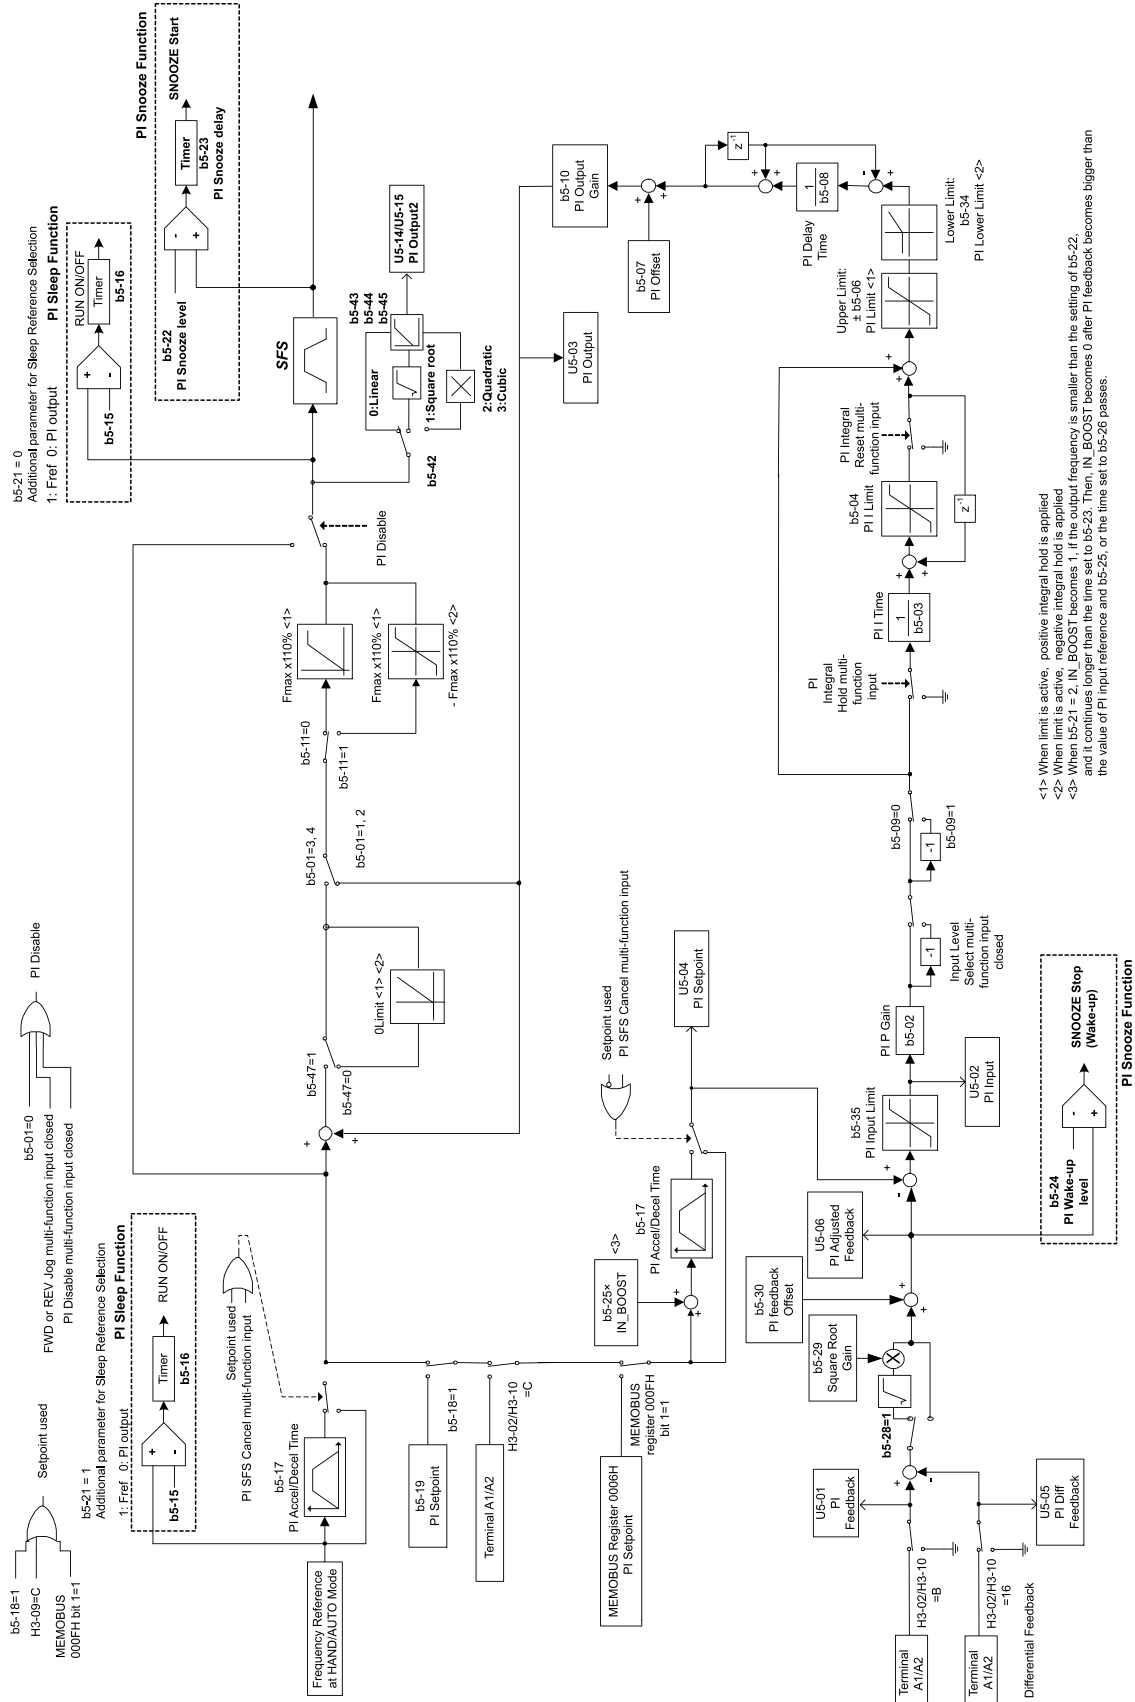 b5-18=1
H3-09=C
MEMOBUS
000FH bit 1=1
Setpoint used
b5-01=0
FWD or REV Jog multi-function input closed
PI Disable multi-function input closed
PI Disable
b5-21 = 1
Additional parameter for Sleep Reference Selection
1: Fref 0: PI output
PI Sleep Function
+
-
b5-15
Timer
b5-16
RUN ON/OFF
b5-21 = 0
Additional parameter for Sleep Reference Selection
1: Fref 0: PI output
PI Sleep Function
+
-
b5-15
RUN ON/OFF
Timer
b5-16
PI Snooze Function
b5-22
PI Snooze level
-
+
Timer
b5-23
PI Snooze delay
SNOOZE Start
Setpoint used
PI SFS Cancel multi-function input
Frequency Reference
at HAND/AUTO Mode
b5-17
PI Accel/Decel Time
+
+
b5-47=1
b5-47=0
0Limit <1> <2>
b5-01=3, 4
b5-01=1, 2
b5-11=0
b5-11=1
Fmax x110% <1>
Fmax x110% <1>
- Fmax x110% <2>
PI Disable
SFS
b5-42
0:Linear
1:Square root
2:Quadratic
3:Cubic
b5-43
b5-44
b5-45
U5-14/U5-15
PI Output2
b5-19
PI Setpoint
b5-18=1
Terminal A1/A2
H3-02/H3-10
=C
MEMOBUS Register 0006H
PI Setpoint
MEMOBUS
register 000FH
bit 1=1
b5-25×
IN_BOOST
<3>
+
+
b5-17
PI Accel/Decel Time
Setpoint used
PI SFS Cancel multi-function input
U5-04
PI Setpoint
U5-03
PI Output
b5-07
PI Offset
b5-10
PI Output
Gain
+
+
z-1
+
+
1
b5-08
PI Delay
Time
-
+
Upper Limit:
± b5-06
PI Limit <1>
Lower Limit:
b5-34
PI Lower Limit <2>
Terminal
A1/A2
H3-02/H3-10
=B
U5-01
PI
Feedback
Terminal
A1/A2
H3-02/H3-10
=16
Differential Feedback
U5-05
PI Diff
Feedback
+
-
b5-28=1
b5-29
Square Root
Gain
X
b5-30
PI feedback
Offset
+
+
U5-06
PI Adjusted
Feedback
+
-
b5-35
PI Input Limit
U5-02
PI Input
PI P Gain
b5-02
-1
Input Level
Select multi-
function input
closed
b5-09=0
-1
b5-09=1
PI
Integral
Hold multi-
function
input
PI I Time
1
b5-03
+
+
b5-04
PI I Limit
z-1
PI Integral
Reset multi-
function input
+
+
b5-24
PI Wake-up
level
-
+
SNOOZE Stop
(Wake-up)
PI Snooze Function
<1> When limit is active, positive integral hold is applied
<2> When limit is active, negative integral hold is applied
<3> When b5-21 = 2, IN_BOOST becomes 1, if the output frequency is smaller than the setting of b5-22,
and it continues longer than the time set to b5-23. Then, IN_BOOST becomes 0 after PI feedback becomes bigger than
the value of PI input reference and b5-25, or the time set to b5-26 passes.